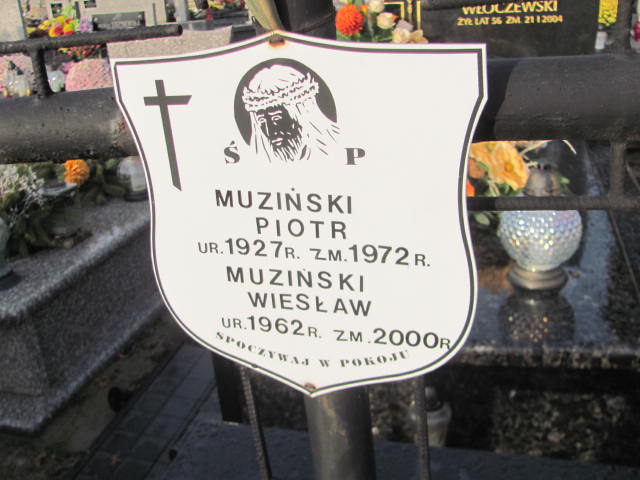 WŁOCZEWSKI
ŻYŁ LAT 56 ZM. 21 I 2004
Ś P
MUZIŃSKI
PIOTR
UR. 1927R. ZM. 1972R.
MUZIŃSKI
WIESŁAW
UR. 1962R. ZM. 2000R
SPOCZYWAJ W POKOJU